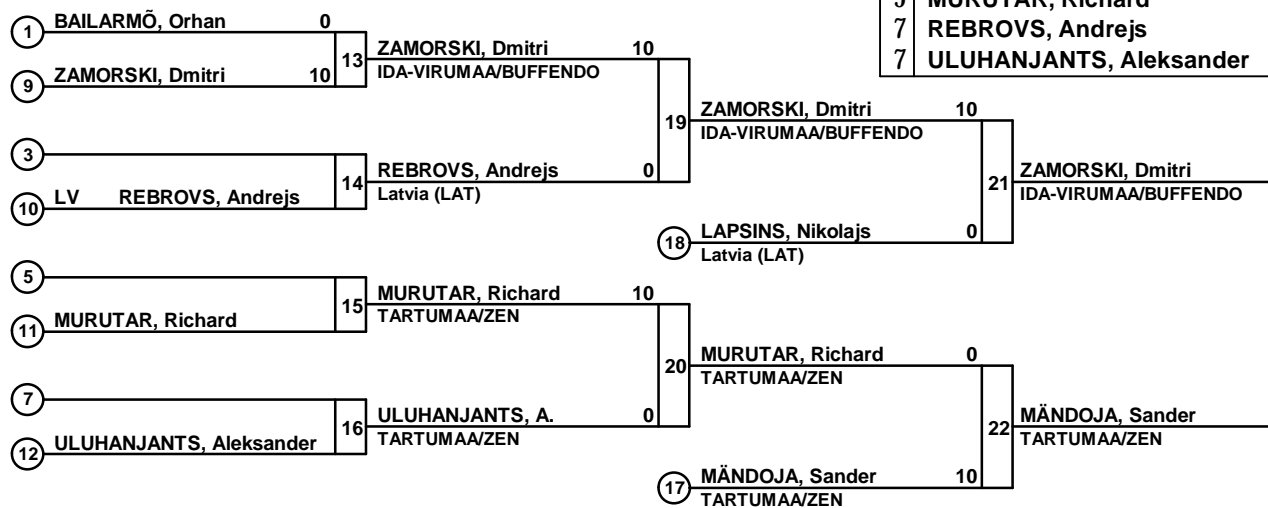 5 MURUTAR, Richard
7 REBROVS, Andrejs
7 ULUHANJANTS, Aleksander
1 BAILARMÕ, Orhan 0
13 ZAMORSKI, Dmitri 10
IDA-VIRUMAA/BUFFENDO
9 ZAMORSKI, Dmitri 10
19 ZAMORSKI, Dmitri 10
IDA-VIRUMAA/BUFFENDO
3
14 REBROVS, Andrejs 0
Latvia (LAT)
10 LV REBROVS, Andrejs
21 ZAMORSKI, Dmitri
IDA-VIRUMAA/BUFFENDO
18 LAPSINS, Nikolajs 0
Latvia (LAT)
5
15 MURUTAR, Richard 10
TARTUMAA/ZEN
11 MURUTAR, Richard
20 MURUTAR, Richard 0
TARTUMAA/ZEN
7
16 ULUHANJANTS, A. 0
TARTUMAA/ZEN
12 ULUHANJANTS, Aleksander
22 MÄNDOJA, Sander
TARTUMAA/ZEN
17 MÄNDOJA, Sander 10
TARTUMAA/ZEN